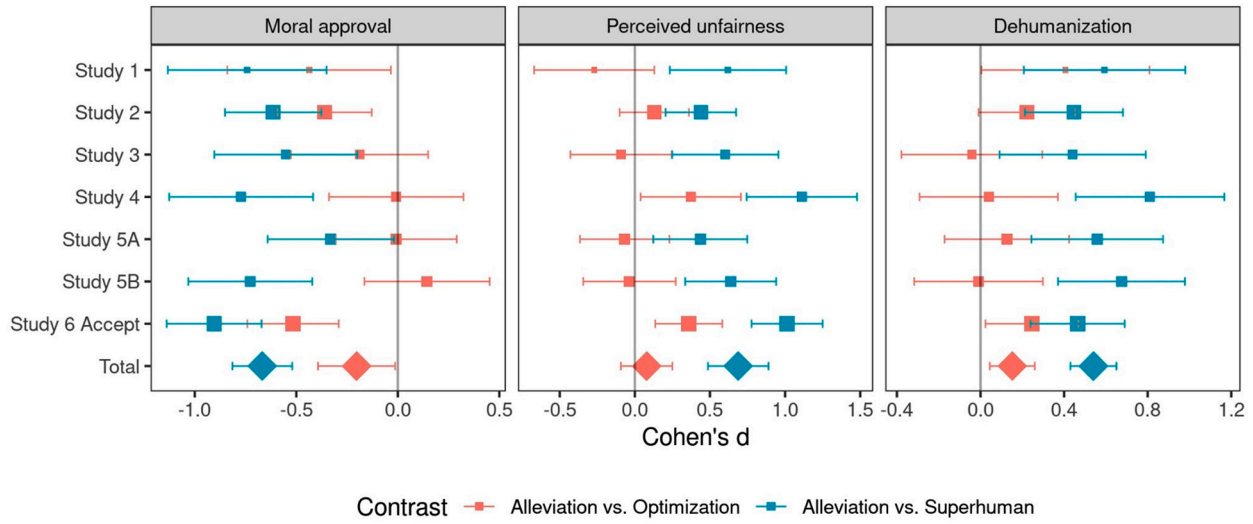 Moral approval Perceived unfairness Dehumanization
Study 1
Study 2
Study 3
Study 4
Study 5A
Study 5B
Study 6 Accept
Total
-1.0 -0.5 0.0 0.5 -0.5 0.0 0.5 1.0 1.5 -0.4 0.0 0.4 0.8 1.2
Cohen's d
Contrast Alleviation vs. Optimization Alleviation vs. Superhuman